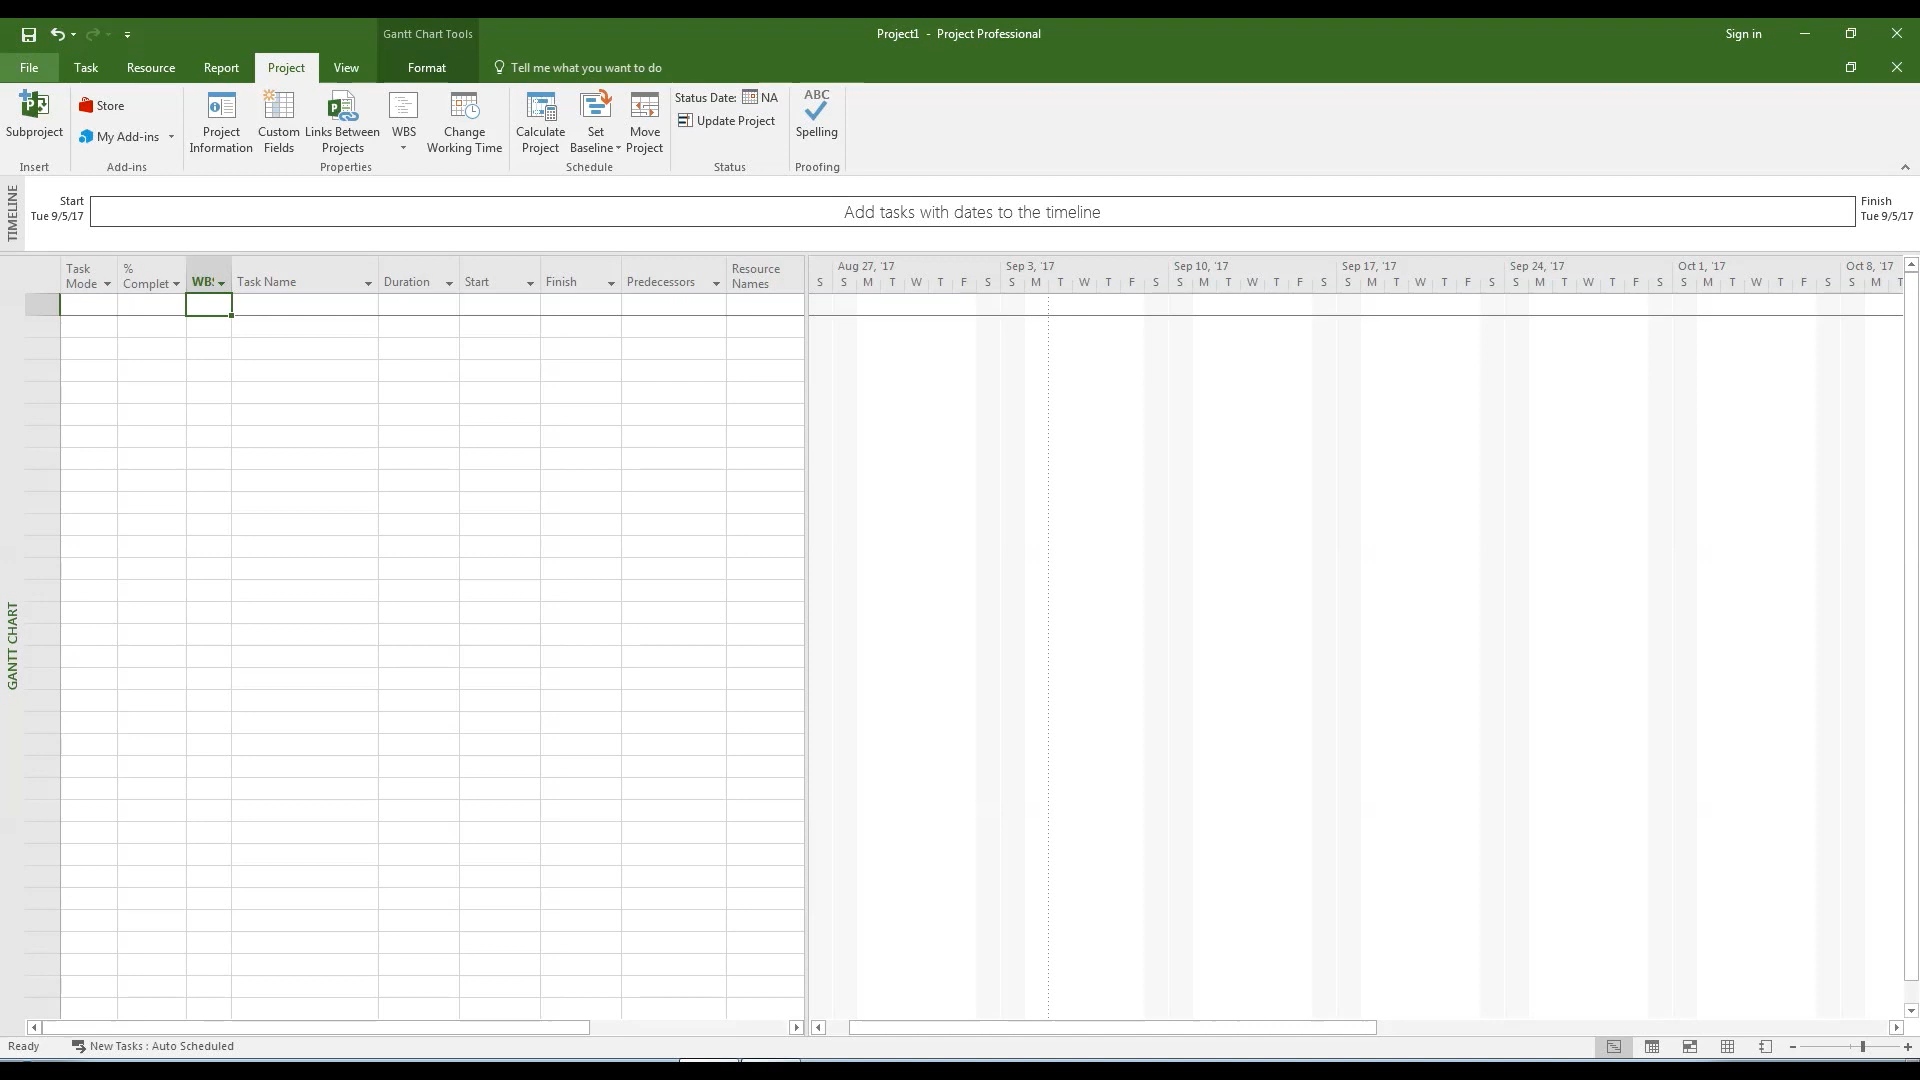 Gantt Chart Tools
Project1 - Project Professional
Sign in
File Task Resource Report Project View Format Tell me what you want to do
Subproject
Insert
Store
My Add-ins
Add-ins
Project Information
Custom Fields
Links Between Projects
WBS
Change Working Time
Properties
Calculate Project
Set Baseline
Move Project
Schedule
Status Date: NA
Update Project
Status
ABC
Spelling
Proofing
TIMELINE
Start
Tue 9/5/17
Add tasks with dates to the timeline
Finish
Tue 9/5/17
Task Mode
% Complet
WBS
Task Name
Duration
Start
Finish
Predecessors
Resource Names
Aug 27, '17 Sep 3, '17 Sep 10, '17 Sep 17, '17 Sep 24, '17 Oct 1, '17 Oct 8, '17
S S M T W T F S S M T W T F S S M T W T F S S M T W T F S S M T W T F S S M T W T F S S M T
GANTT CHART
Ready
New Tasks : Auto Scheduled